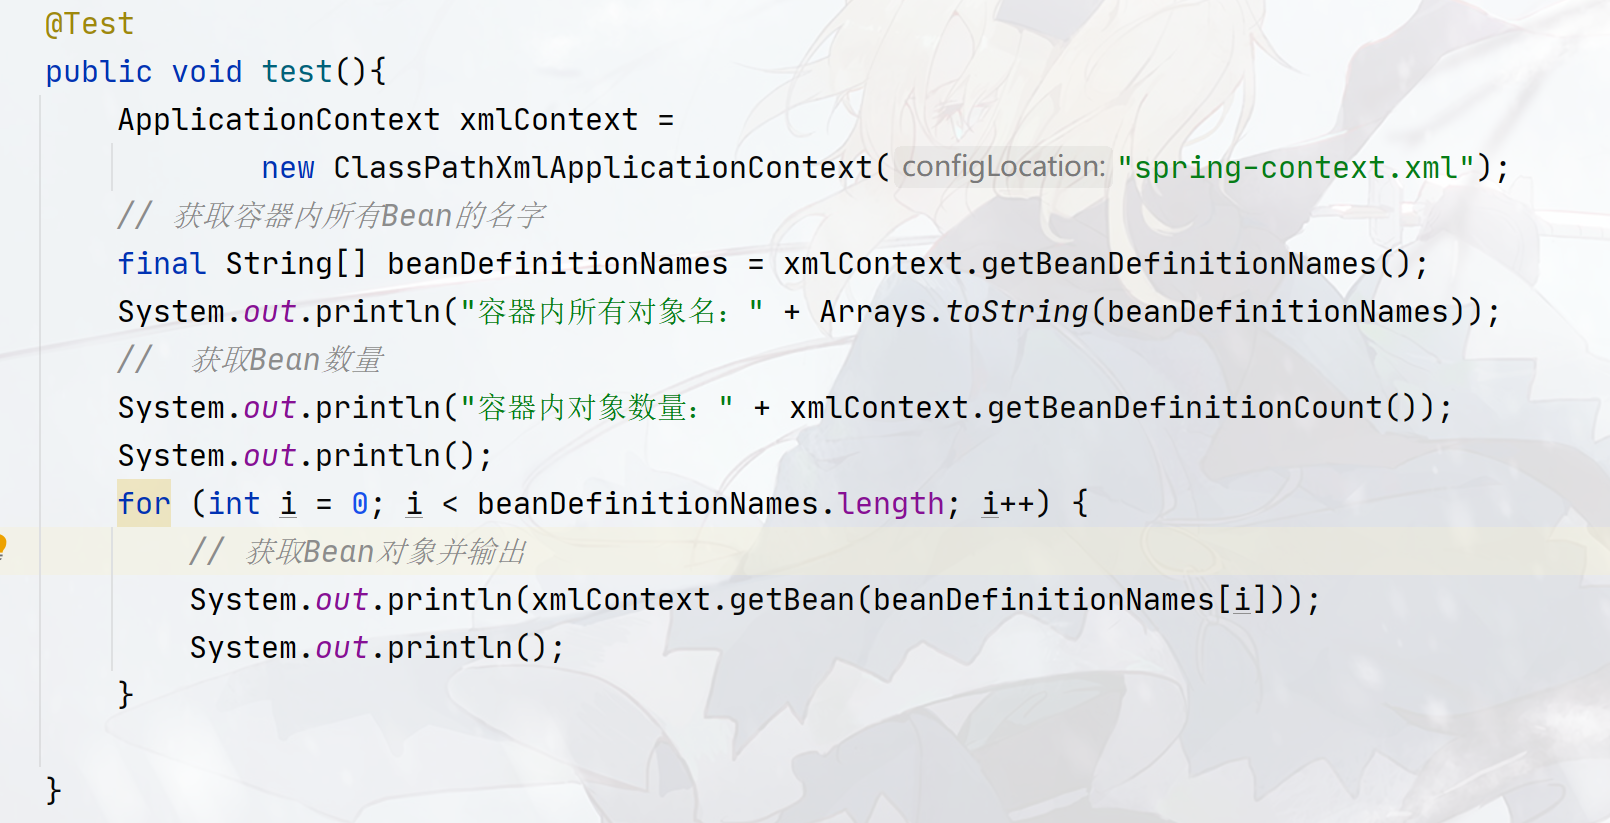 @Test
public void test(){
ApplicationContext xmlContext =
new ClassPathXmlApplicationContext( configLocation: "spring-context.xml");
// 获取容器内所有Bean的名字
final String[] beanDefinitionNames = xmlContext.getBeanDefinitionNames();
System.out.println("容器内所有对象名：" + Arrays.toString(beanDefinitionNames));
//  获取Bean数量
System.out.println("容器内对象数量：" + xmlContext.getBeanDefinitionCount());
System.out.println();
for (int i = 0; i < beanDefinitionNames.length; i++) {
// 获取Bean对象并输出
System.out.println(xmlContext.getBean(beanDefinitionNames[i]));
System.out.println();
}
}